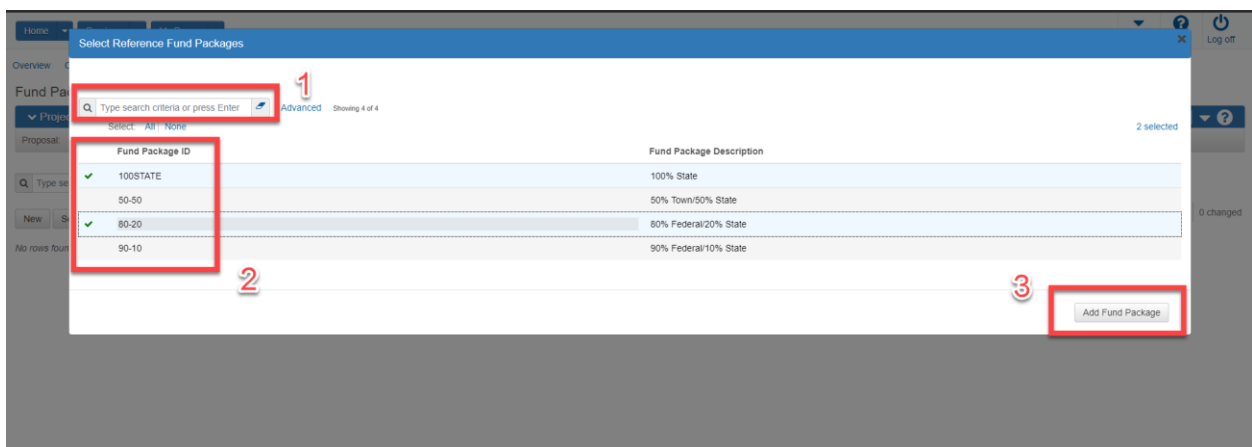 Home
Log off
Select Reference Fund Packages
Overview
Fund Pa
Proposal:
1
Type search criteria or press Enter Advanced Showing 4 of 4
Select: All None 2 selected
Fund Package ID Fund Package Description
100STATE 100% State
50-50 50% Town/50% State
80-20 80% Federal/20% State
90-10 90% Federal/10% State
New 0 changed
No rows foun
2
3
Add Fund Package